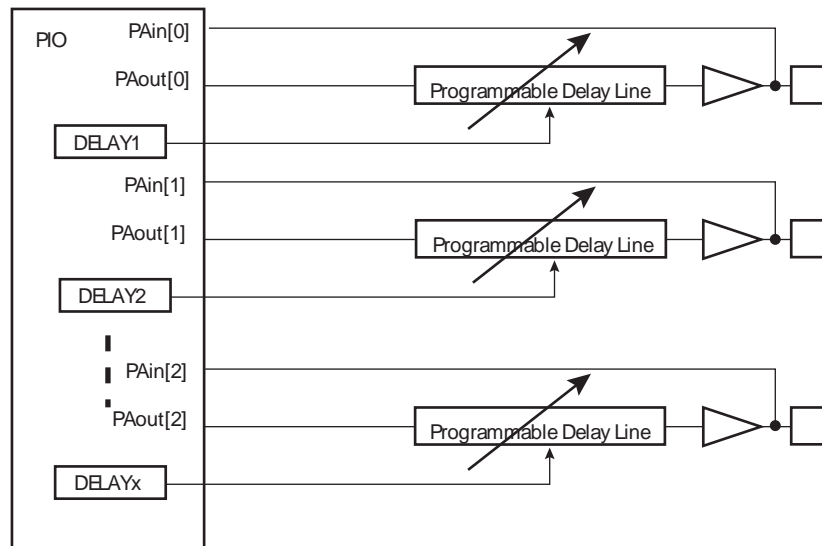 PIO
PAin[0]
PAout[0]
Programmable Delay Line
DELAY1
PAin[1]
PAout[1]
Programmable Delay Line
DELAY2
PAin[2]
PAout[2]
Programmable Delay Line
DELAYx